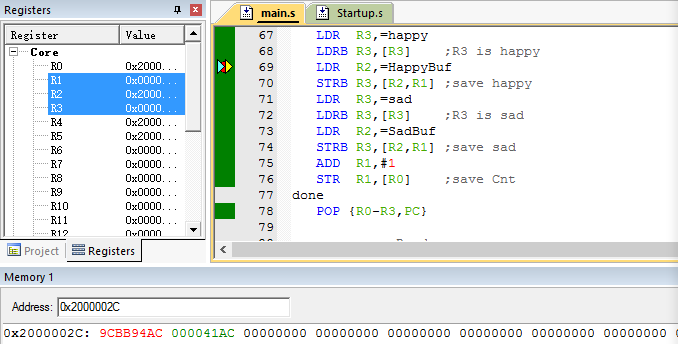 Registers
Register Value
Core
R0 0x2000...
R1 0x0000...
R2 0x2000...
R3 0x0000...
R4 0x2000...
R5 0x2000...
R6 0x0000...
R7 0x0000...
R8 0x0000...
R9 0x0000...
R10 0x0000...
R11 0x0000...
R12 0x0000...
Project Registers
main.s Startup.s
67 LDR R3,=happy
68 LDRB R3,[R3] ;R3 is happy
69 LDR R2,=HappyBuf
70 STRB R3,[R2,R1] ;save happy
71 LDR R3,=sad
72 LDRB R3,[R3] ;R3 is sad
73 LDR R2,=SadBuf
74 STRB R3,[R2,R1] ;save sad
75 ADD R1,#1
76 STR R1,[R0] ;save Cnt
77 done
78 POP {R0-R3,PC}
79
Memory 1
Address: 0x2000002C
0x2000002C: 9CBB94AC 000041AC 00000000 00000000 00000000 00000000 00000000 00000000 0